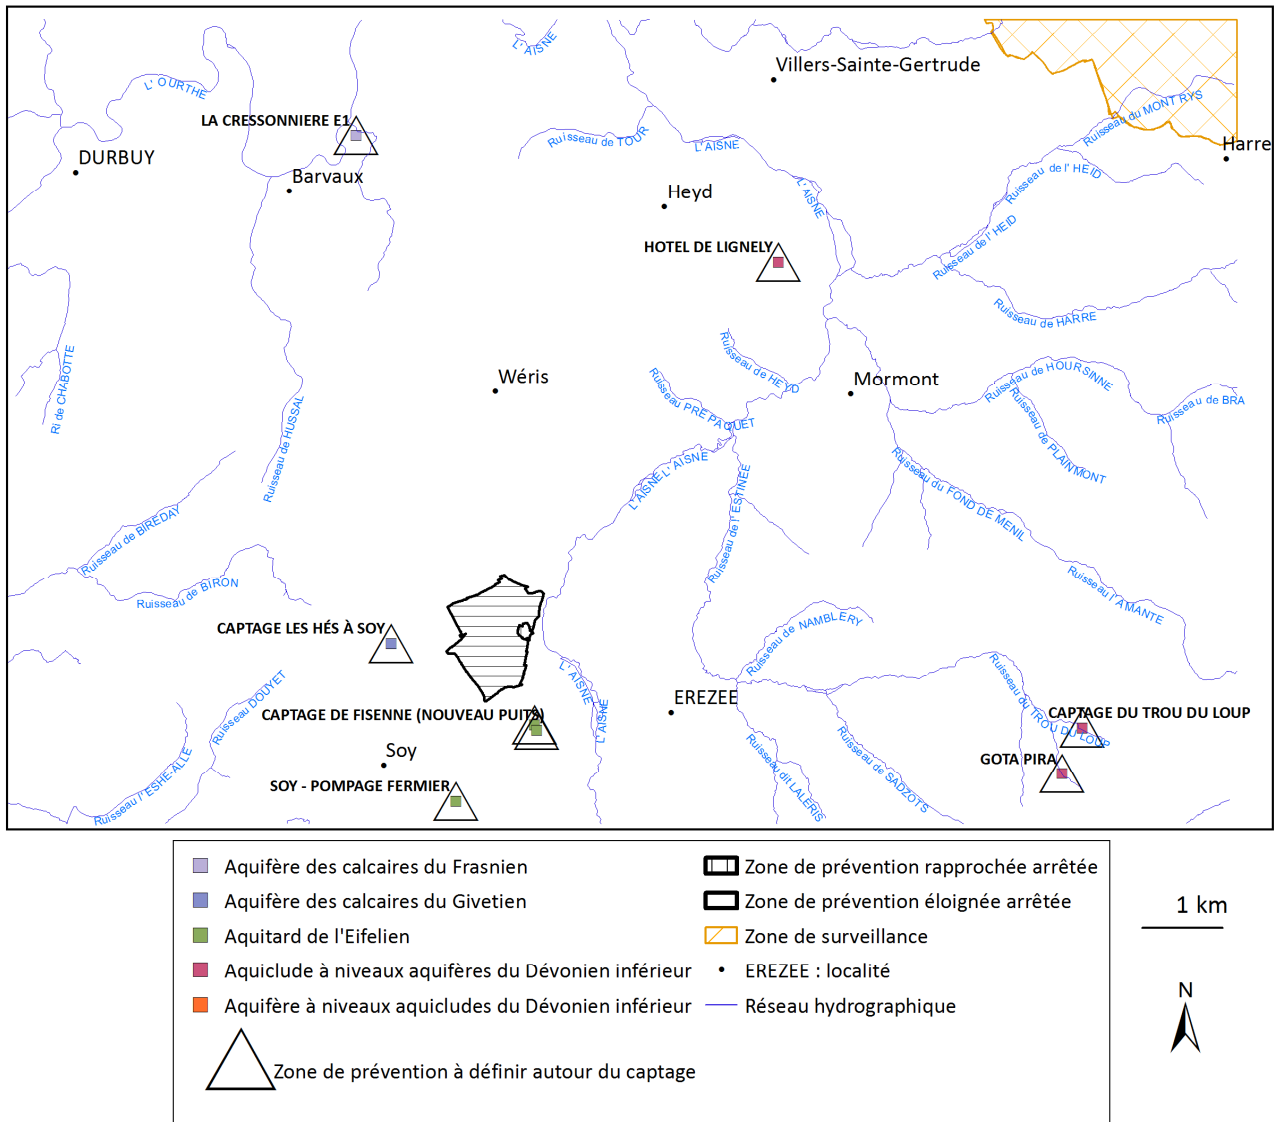 L' AISNE
Villers-Sainte-Gertrude
L' OURTHE
Ruisseau du MONT RYS
LA CRESSONNIERE E1
Ruisseau de TOUR
L'AISNE
Harre
DURBUY
Barvaux
Ruisseau de l' HEID
Heyd
L' AISNE
HOTEL DE LIGNELY
Ruisseau de l' HEID
Ruisseau de HARRE
Ri de CHABOTTE
Ruisseau de HEYD
Wéris
Mormont
Ruisseau de HOURSINNE
Ruisseau PRE PAQUET
Ruisseau de BRA
Ruisseau de HUSSAL
Ruisseau de PLAINMONT
L'AISNE
L' AISNE
Ruisseau de l' ESTINEE
Ruisseau du FOND DE MENIL
Ruisseau de BIREDAY
Ruisseau de BIRON
Ruisseau l' AMANTE
CAPTAGE LES HÉS À SOY
Ruisseau de NAMBLERY
Ruisseau DOUYET
L' AISNE
EREZEE
Ruisseau du TROU DU LOUP
CAPTAGE DE FISENNE (NOUVEAU PUITS)
L' AISNE
CAPTAGE DU TROU DU LOUP
Soy
Ruisseau l' ESHE-ALLE
Ruisseau dit LALERIS
Ruisseau de SADZOTS
GOTA PIRA
SOY - POMPAGE FERMIER
Aquifère des calcaires du Frasnien
Aquifère des calcaires du Givetien
Aquitard de l'Eifelien
Aquiclude à niveaux aquifères du Dévonien inférieur
Aquifère à niveaux aquicludes du Dévonien inférieur
Zone de prévention à définir autour du captage
Zone de prévention rapprochée arrêtée
Zone de prévention éloignée arrêtée
Zone de surveillance
EREZEE : localité
Réseau hydrographique
1 km
N